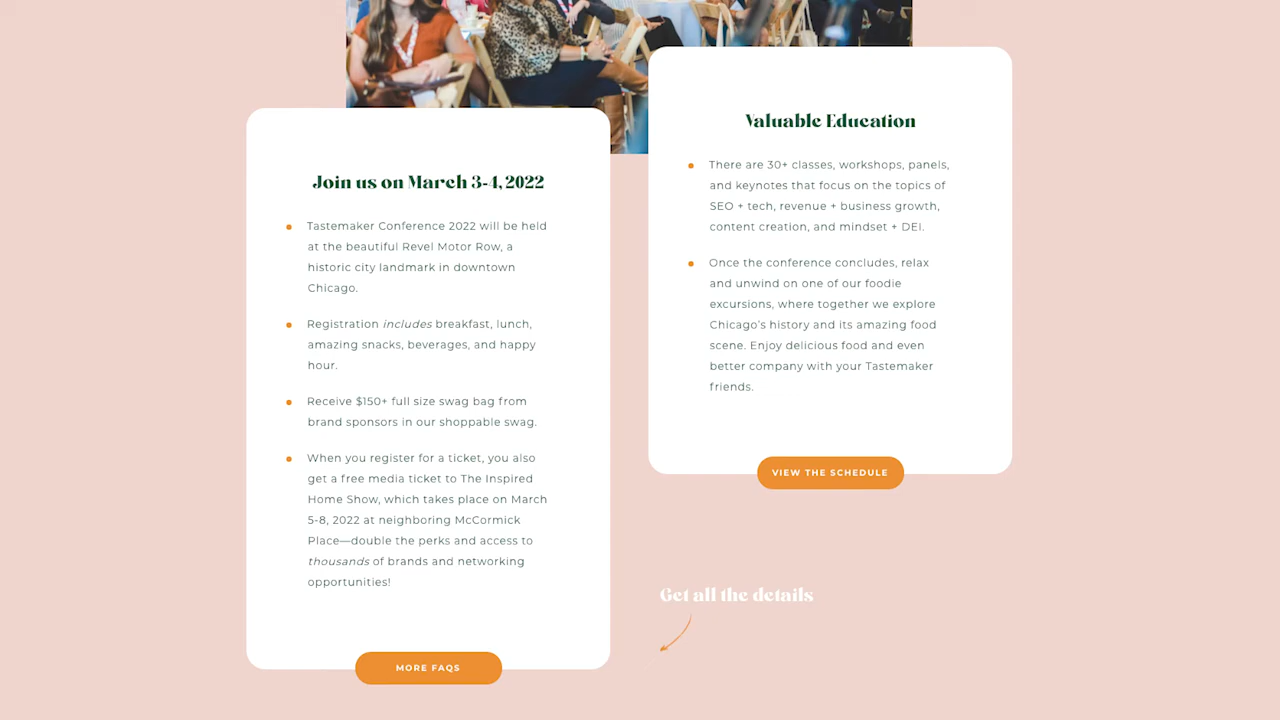 Join us on March 3-4, 2022
Tastemaker Conference 2022 will be held
at the beautiful Revel Motor Row, a
historic city landmark in downtown
Chicago.
Registration includes breakfast, lunch,
amazing snacks, beverages, and happy
hour.
Receive $150+ full size swag bag from
brand sponsors in our shoppable swag.
When you register for a ticket, you also
get a free media ticket to The Inspired
Home Show, which takes place on March
5-8, 2022 at neighboring McCormick
Place—double the perks and access to
thousands of brands and networking
opportunities!
MORE FAQS
Valuable Education
There are 30+ classes, workshops, panels,
and keynotes that focus on the topics of
SEO + tech, revenue + business growth,
content creation, and mindset + DEI.
Once the conference concludes, relax
and unwind on one of our foodie
excursions, where together we explore
Chicago's history and its amazing food
scene. Enjoy delicious food and even
better company with your Tastemaker
friends.
VIEW THE SCHEDULE
Get all the details